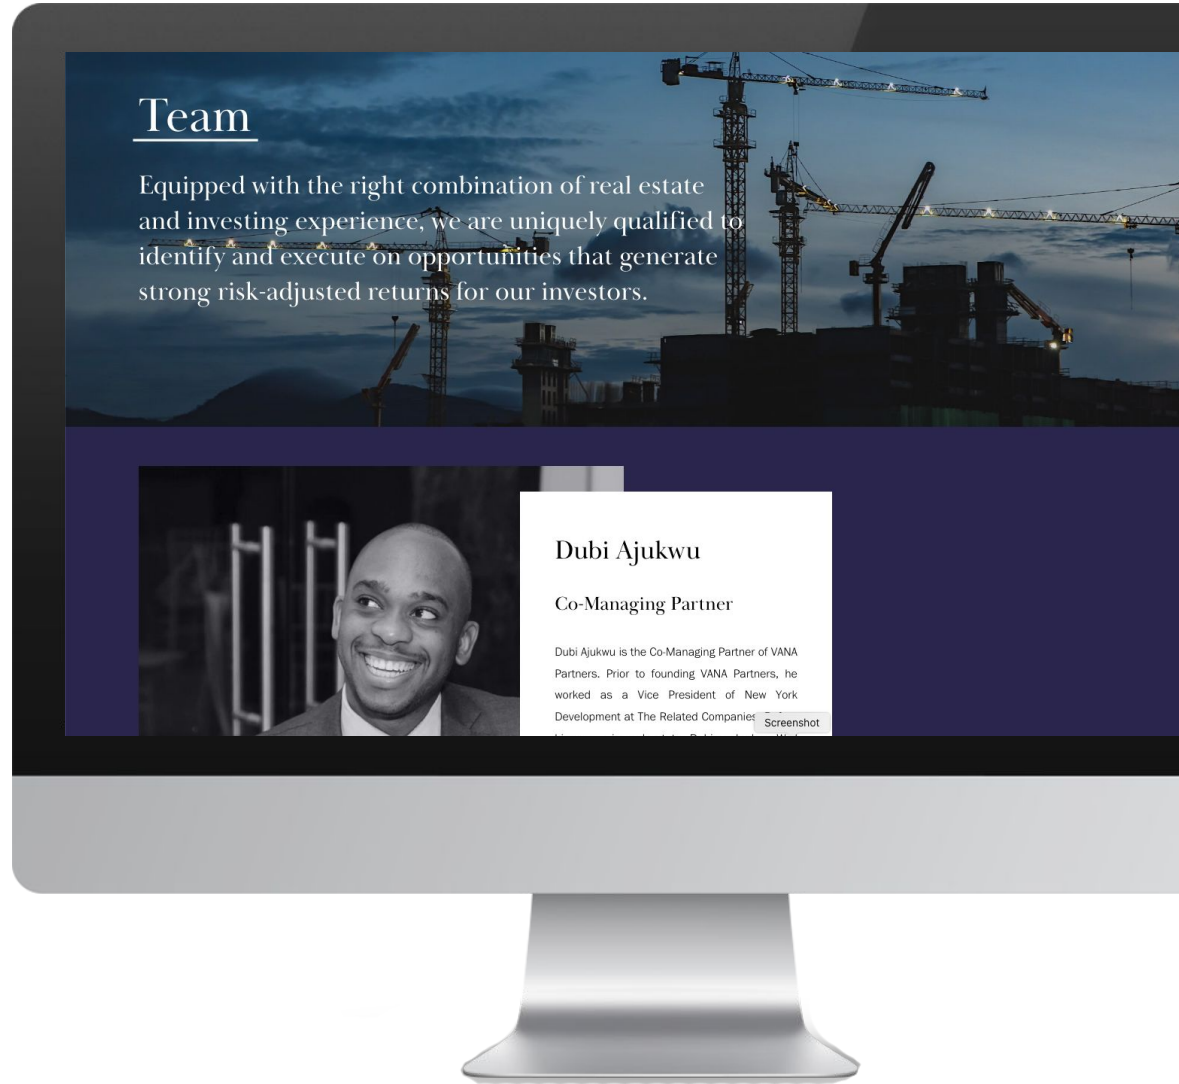 Team
Equipped with the right combination of real estate
and investing experience, we are uniquely qualified to
identify and execute on opportunities that generate
strong risk-adjusted returns for our investors.
Dubi Ajukwu
Co-Managing Partner
Dubi Ajukwu is the Co-Managing Partner of VANA
Partners. Prior to founding VANA Partners, he
worked as a Vice President of New York
Development at The Related Companies.
Screenshot